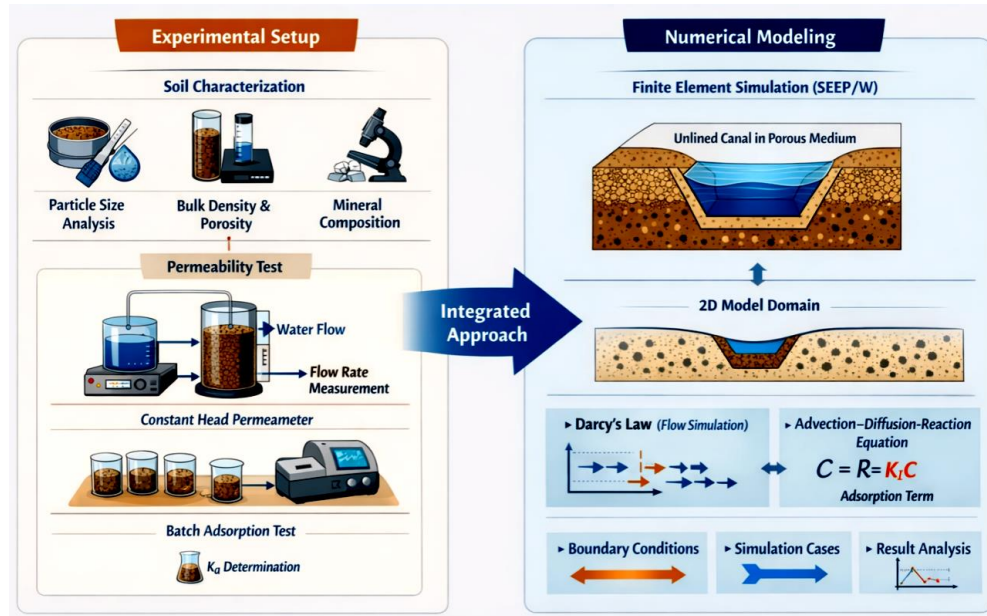 Experimental Setup
Soil Characterization
Particle Size
Analysis
Bulk Density &
Porosity
Mineral
Composition
Permeability Test
Water Flow
Flow Rate
Measurement
Constant Head Permeameter
Batch Adsorption Test
Ka Determination
Integrated
Approach
Numerical Modeling
Finite Element Simulation (SEEP/W)
Unlined Canal in Porous Medium
2D Model Domain
▸ Darcy's Law (Flow Simulation)
▸ Advection–Diffusion-Reaction
Equation
C = R= KIC
Adsorption Term
▸ Boundary Conditions
▸ Simulation Cases
▸ Result Analysis